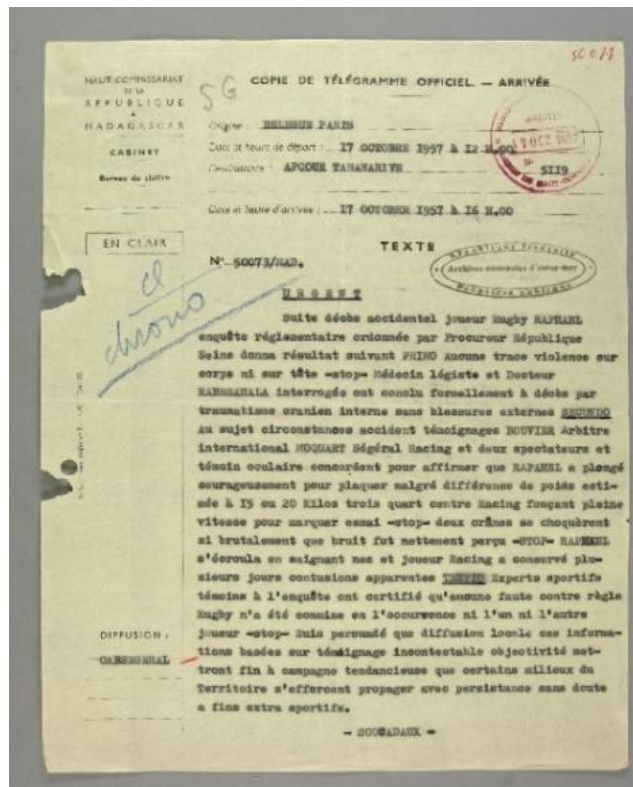 50071
HAUT COMMISSARIAT
DE LA
REPUBLIQUE
A
MADAGASCAR
CABINET
Bureau du chiffre
SG
COPIE DE TÉLÉGRAMME OFFICIEL. — ARRIVÉE
Origine : DELEGUE PARIS
Date et heure de départ : 17 OCTOBRE 1957 à 12 H.00
Destinataire : APCOUR TANANARIVE
5119
Date et heure d'arrivée : 17 OCTOBRE 1957 à 16 H.00
EN CLAIR
TEXTE
N° 50073/MAD.
République française
Archives nationales d'outre-mer
chrono
URGENT
Suite décès accidentel joueur Rugby RAPHAEL
enquête réglementaire ordonnée par Procureur République
Seine donna résultat suivant PRIMO Aucune trace violence sur
corps ni sur tête -stop- Médecin légiste et Docteur
interrogés ont conclu formellement à décès par
traumatisme cranien interne sans blessures externes SECUNDO
Au sujet circonstances accident témoignages BOUVIER Arbitre
international Racing et deux spectateurs et
témoin oculaire concordent pour affirmer que RAPAHEL a plongé
courageusement pour plaquer malgré différence de poids esti-
mée à 15 ou 20 Kilos trois quart centre Racing fonçant pleine
vitesse pour marquer essai -stop- deux crânes se choquèrent
si brutalement que bruit fut nettement perçu -STOP- RAPHAEL
s'écroula en saignant nez et joueur Racing a conservé plu-
sieurs jours contusions apparentes Experts sportifs
témoins à l'enquête ont certifié qu'aucune faute contre règle
Rugby n'a été commise en l'occurence ni l'un ni l'autre
joueur -stop- Suis persuadé que diffusion locale ces informa-
tions basées sur témoignage incontestable objectivité met-
tront fin à campagne tendancieuse que certains milieux du
Territoire s'efforcent propager avec persistance sans doute
a fins extra sportifs.
DIFFUSION :
- SOUCADAUX -